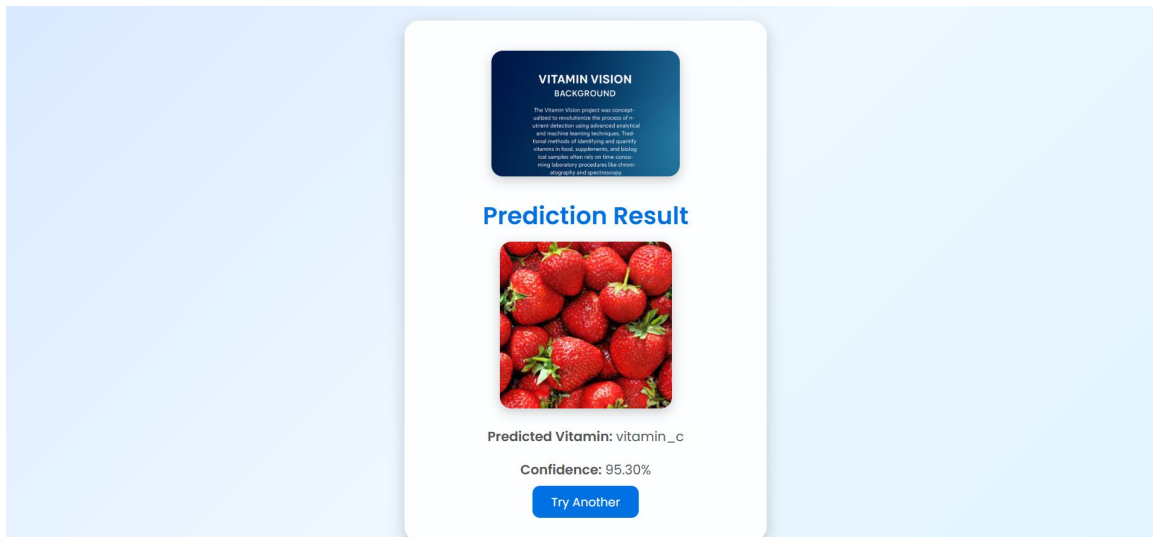 VITAMIN VISION
BACKGROUND
The Vitamin Vision project was concept-
ualized to revolutionize the process of n-
utrient detection using advanced analytical
and machine learning techniques. Trad-
itional methods of identifying and quantify
vitamins in food, supplements, and biolog
ical samples often rely on time-consu-
ming laboratory procedures like chrom-
atography and spectroscopy.
Prediction Result
Predicted Vitamin: vitamin_c
Confidence: 95.30%
Try Another